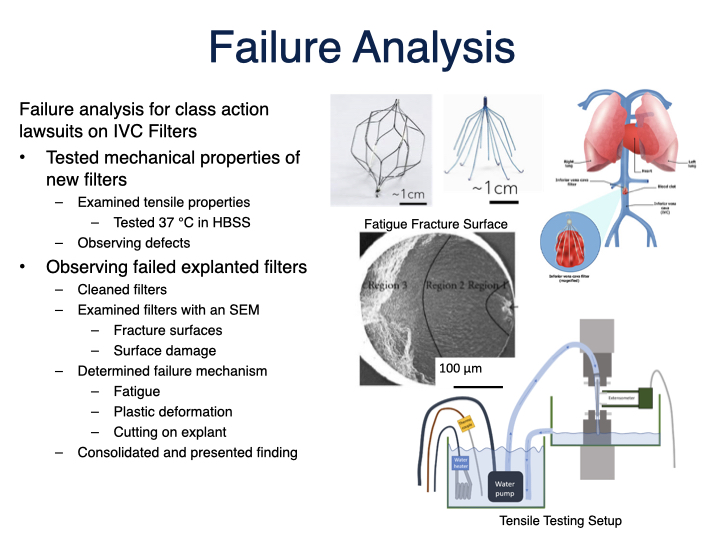 Failure Analysis
Failure analysis for class action
lawsuits on IVC Filters
• Tested mechanical properties of
new filters
– Examined tensile properties
– Tested 37 °C in HBSS
– Observing defects
• Observing failed explanted filters
– Cleaned filters
– Examined filters with an SEM
– Fracture surfaces
– Surface damage
– Determined failure mechanism
– Fatigue
– Plastic deformation
– Cutting on explant
– Consolidated and presented finding
~1cm
~1cm
Right
lung
Left
lung
Heart
Inferior vena cava
filter
Blood clot
Inferior vena
cava
(IVC)
Inferior vena cava filter
(magnified)
Fatigue Fracture Surface
Region 3
Region 2
Region 1
100 µm
Extensometer
Water
heater
Water
pump
Tensile Testing Setup